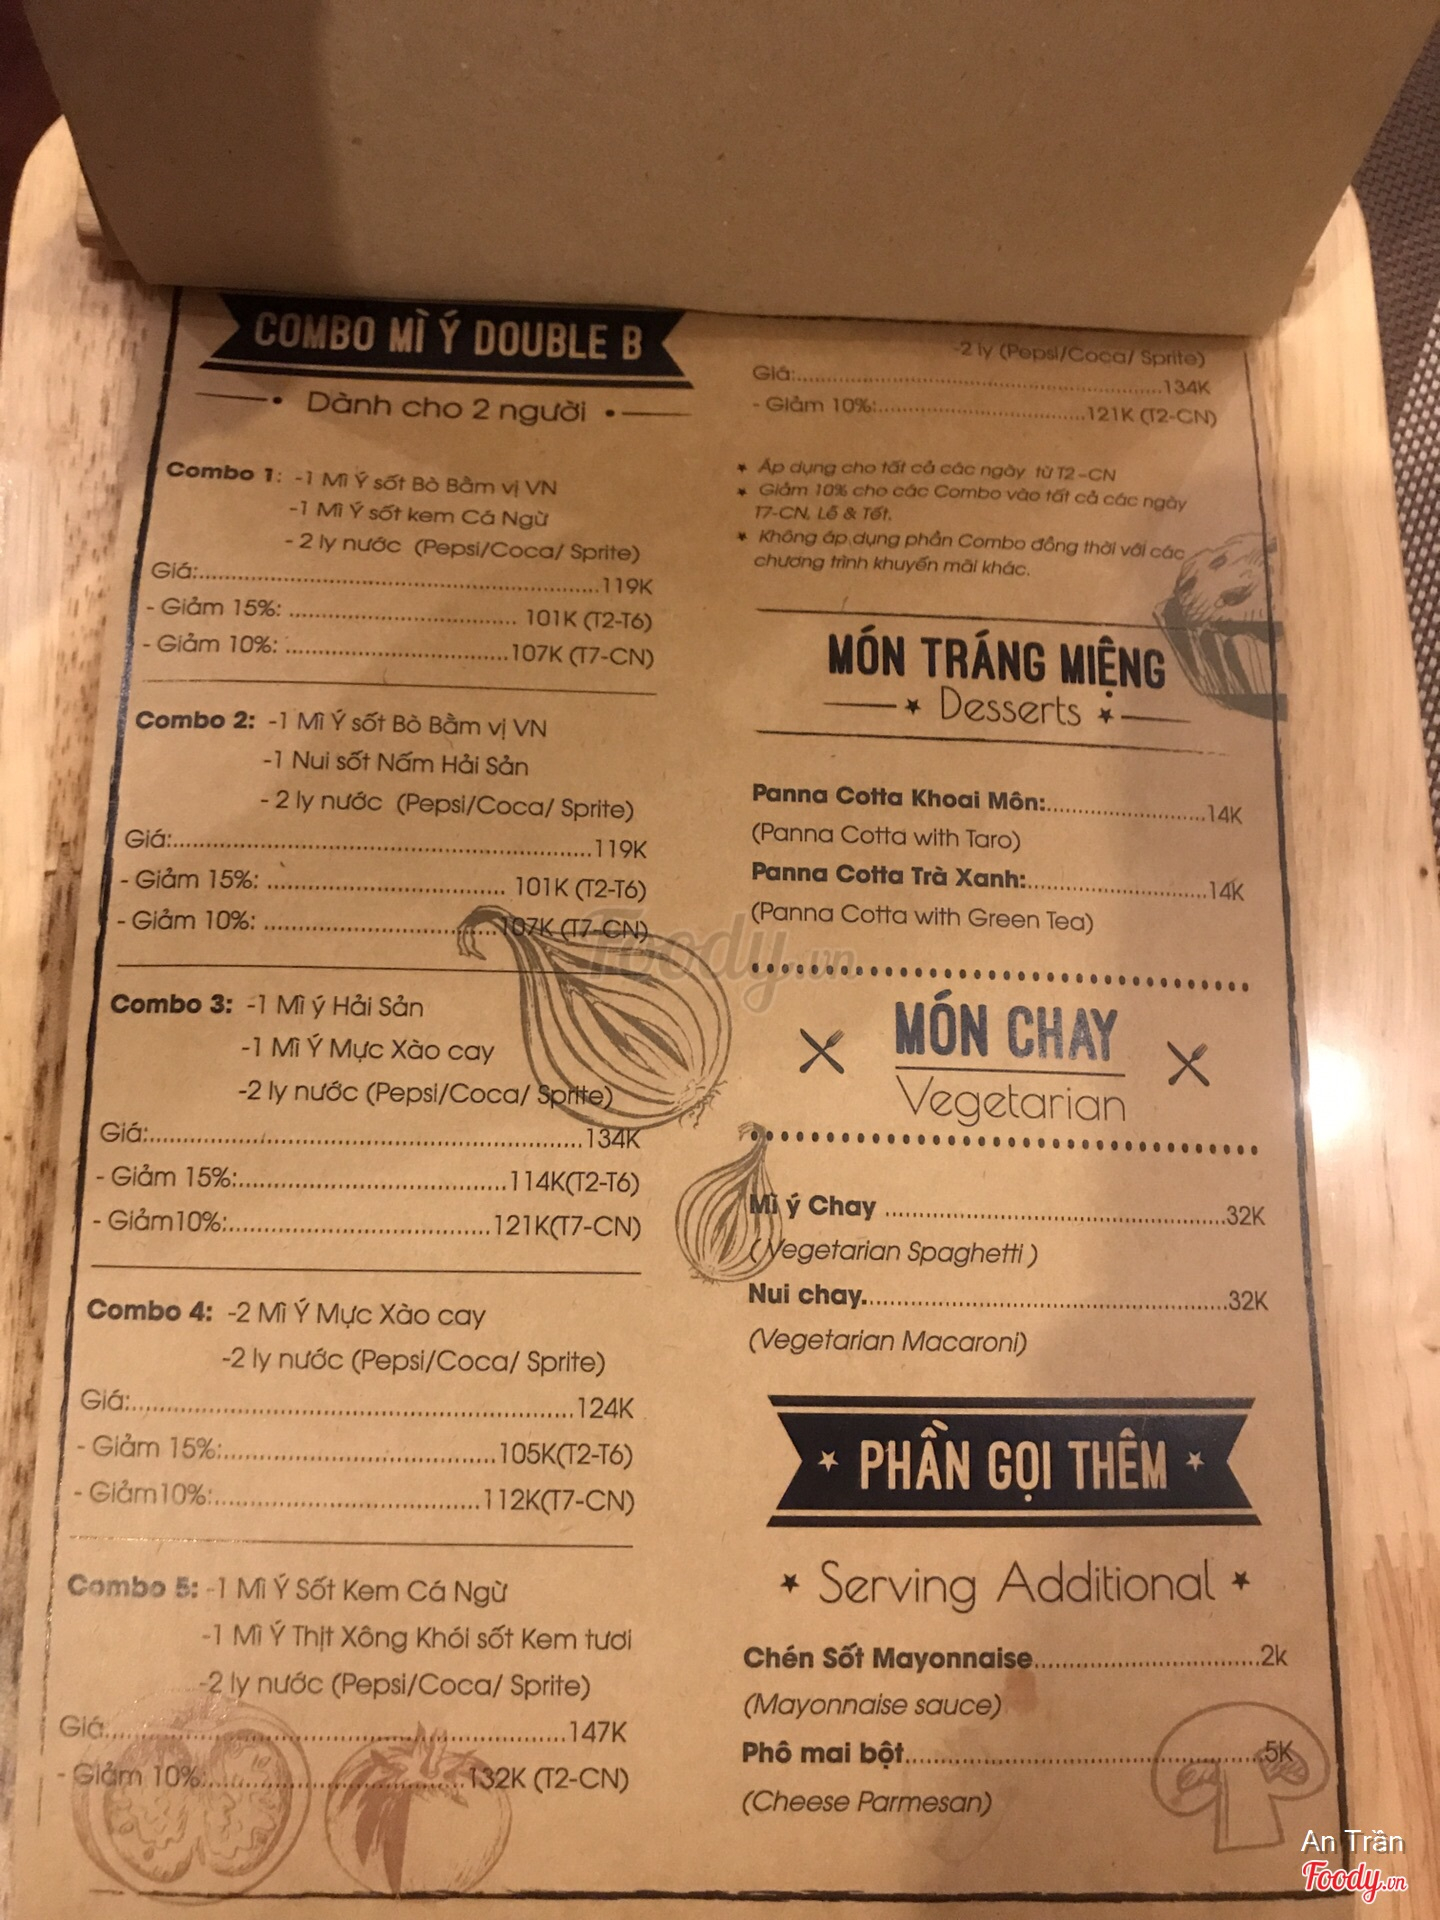 COMBO MÌ Ý DOUBLE B
Dành cho 2 người
Combo 1: -1 Mì Ý sốt Bò Bằm vị VN
-1 Mì Ý sốt kem Cá Ngừ
- 2 ly nước (Pepsi/Coca/ Sprite)
Giá:.....................................................119K
- Giảm 15%: ................................ 101K (T2-T6)
- Giảm 10%: ................................107K (T7-CN)
Combo 2: -1 Mì Ý sốt Bò Bằm vị VN
-1 Nui sốt Nấm Hải Sản
- 2 ly nước (Pepsi/Coca/ Sprite)
Giá:.....................................................119K
- Giảm 15%: ................................ 101K (T2-T6)
- Giảm 10%: ................................107K (T7-CN)
Combo 3: -1 Mì ý Hải Sản
-1 Mì Ý Mực Xào cay
-2 ly nước (Pepsi/Coca/ Sprite)
Giá:.....................................................134K
- Giảm 15%:....................................114K(T2-T6)
- Giảm10%:....................................121K(T7-CN)
Combo 4: -2 Mì Ý Mực Xào cay
-2 ly nước (Pepsi/Coca/ Sprite)
Giá:.....................................................124K
- Giảm 15%:....................................105K(T2-T6)
- Giảm10%:....................................112K(T7-CN)
Combo 5: -1 Mì Ý Sốt Kem Cá Ngừ
-1 Mì Ý Thịt Xông Khói sốt Kem tươi
-2 ly nước (Pepsi/Coca/ Sprite)
Giá:.....................................................147K
- Giảm 10%:....................................132K (T2-CN)
-2 ly (Pepsi/Coca/ Sprite)
Giá:.....................................................134K
- Giảm 10%:..............................121K (T2-CN)
★ Áp dụng cho tất cả các ngày từ T2-CN
★ Giảm 10% cho các Combo vào tất cả các ngày
T7-CN, Lễ & Tết.
★ Không áp dụng phần Combo đồng thời với các
chương trình khuyến mãi khác.
MÓN TRÁNG MIỆNG
★ Desserts ★
Panna Cotta Khoai Môn:.......................14K
(Panna Cotta with Taro)
Panna Cotta Trà Xanh:..........................14K
(Panna Cotta with Green Tea)
MÓN CHAY
Vegetarian
Mì ý Chay ................................................32K
( Vegetarian Spaghetti )
Nui chay...................................................32K
(Vegetarian Macaroni)
★ PHẦN GỌI THÊM ★
★ Serving Additional ★
Chén Sốt Mayonnaise................................2k
(Mayonnaise sauce)
Phô mai bột................................................5K
(Cheese Parmesan)
Foody.vn
An Trần
Foody.vn